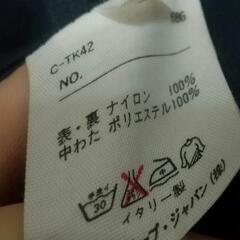 C-TK42
NO.
表・裏 ナイロン 100%
中わた ポリエステル100%
30
イタリー製
ジャパン(株)